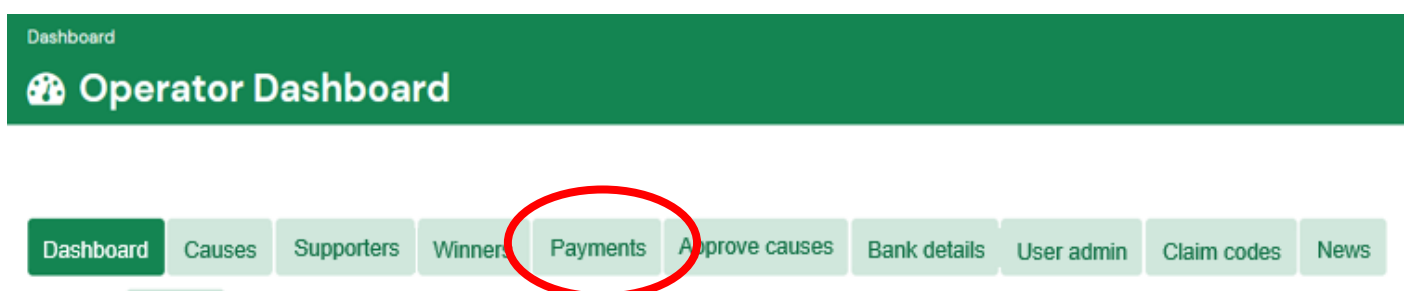 Dashboard
Operator Dashboard
Dashboard Causes Supporters Winners Payments Approve causes Bank details User admin Claim codes News